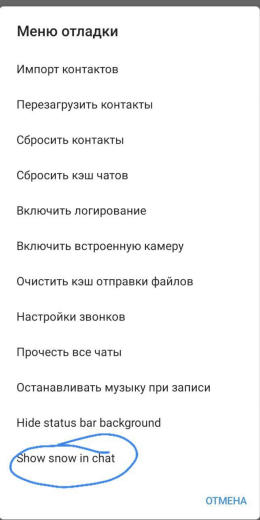 Меню отладки
Импорт контактов
Перезагрузить контакты
Сбросить контакты
Сбросить кэш чатов
Включить логирование
Включить встроенную камеру
Очистить кэш отправки файлов
Настройки звонков
Прочесть все чаты
Останавливать музыку при записи
Hide status bar background
Show snow in chat
ОТМЕНА